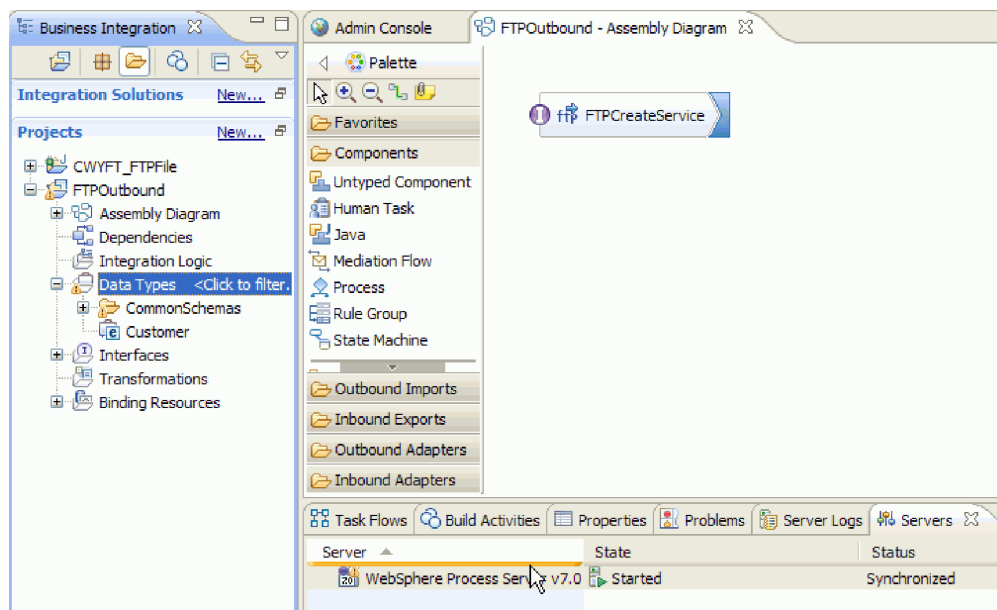 Business Integration
Integration Solutions New...
Projects New...
CWYFT_FTPFile
FTPOutbound
Assembly Diagram
Dependencies
Integration Logic
Data Types <Click to filter.
CommonSchemas
Customer
Interfaces
Transformations
Binding Resources
Admin Console
FTPOutbound - Assembly Diagram
Palette
Favorites
Components
Untyped Component
Human Task
Java
Mediation Flow
Process
Rule Group
State Machine
Outbound Imports
Inbound Exports
Outbound Adapters
Inbound Adapters
ftp FTPCreateService
Task Flows Build Activities Properties Problems Server Logs Servers
Server State Status
WebSphere Process Server v7.0 Started Synchronized